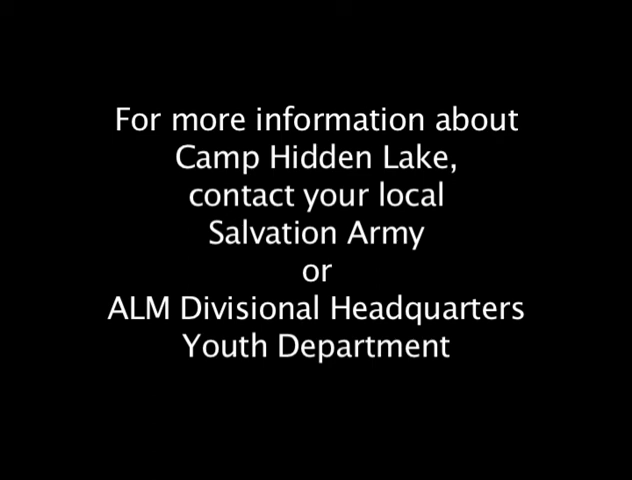 For more information about
Camp Hidden Lake,
contact your local
Salvation Army
or
ALM Divisional Headquarters
Youth Department